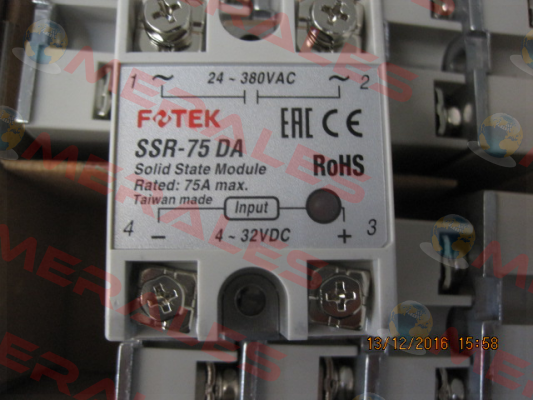 1 ~ 24 ~ 380VAC ~ 2
FOTEK
EAC CE
SSR-75 DA
Solid State Module
RoHS
Rated: 75A max.
Taiwan made
Input
4 − 4 ~ 32VDC + 3
13/12/2016 15:58
MERALES